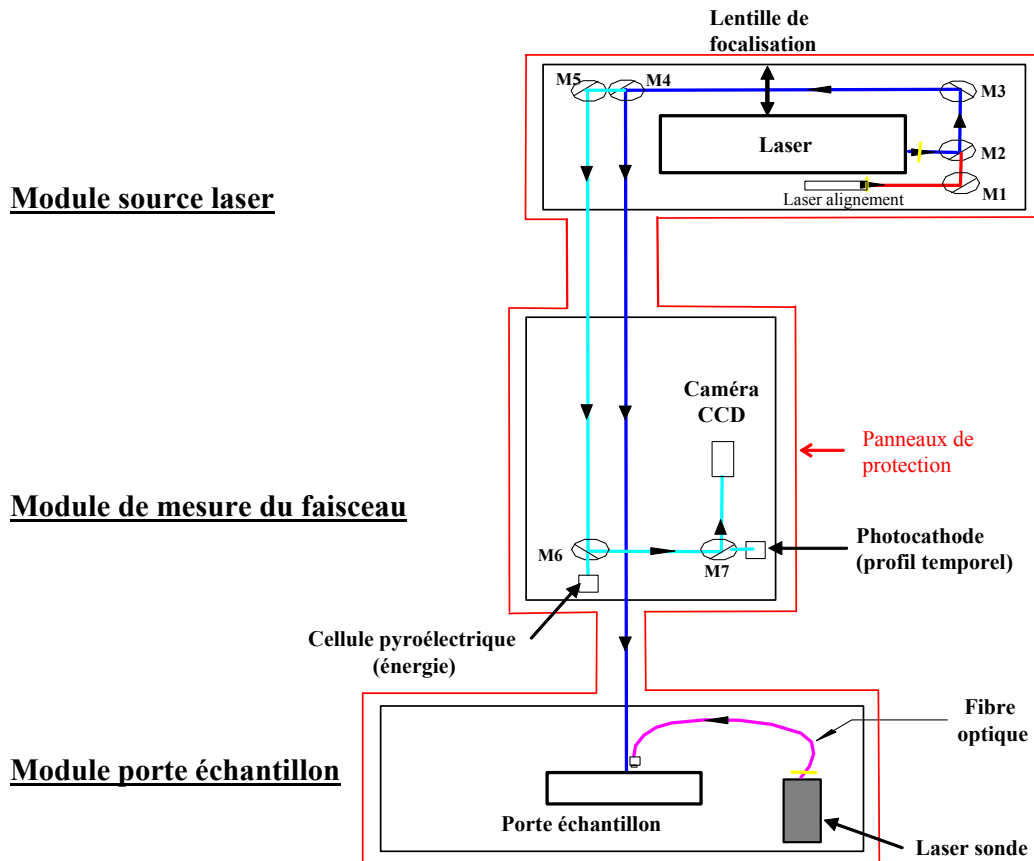 Lentille de
focalisation
M5
M4
M3
Laser
M2
M1
Laser alignement
Module source laser
Caméra
CCD
Panneaux de
protection
Module de mesure du faisceau
M6
M7
Photocathode
(profil temporel)
Cellule pyroélectrique
(énergie)
Fibre
optique
Module porte échantillon
Porte échantillon
Laser sonde